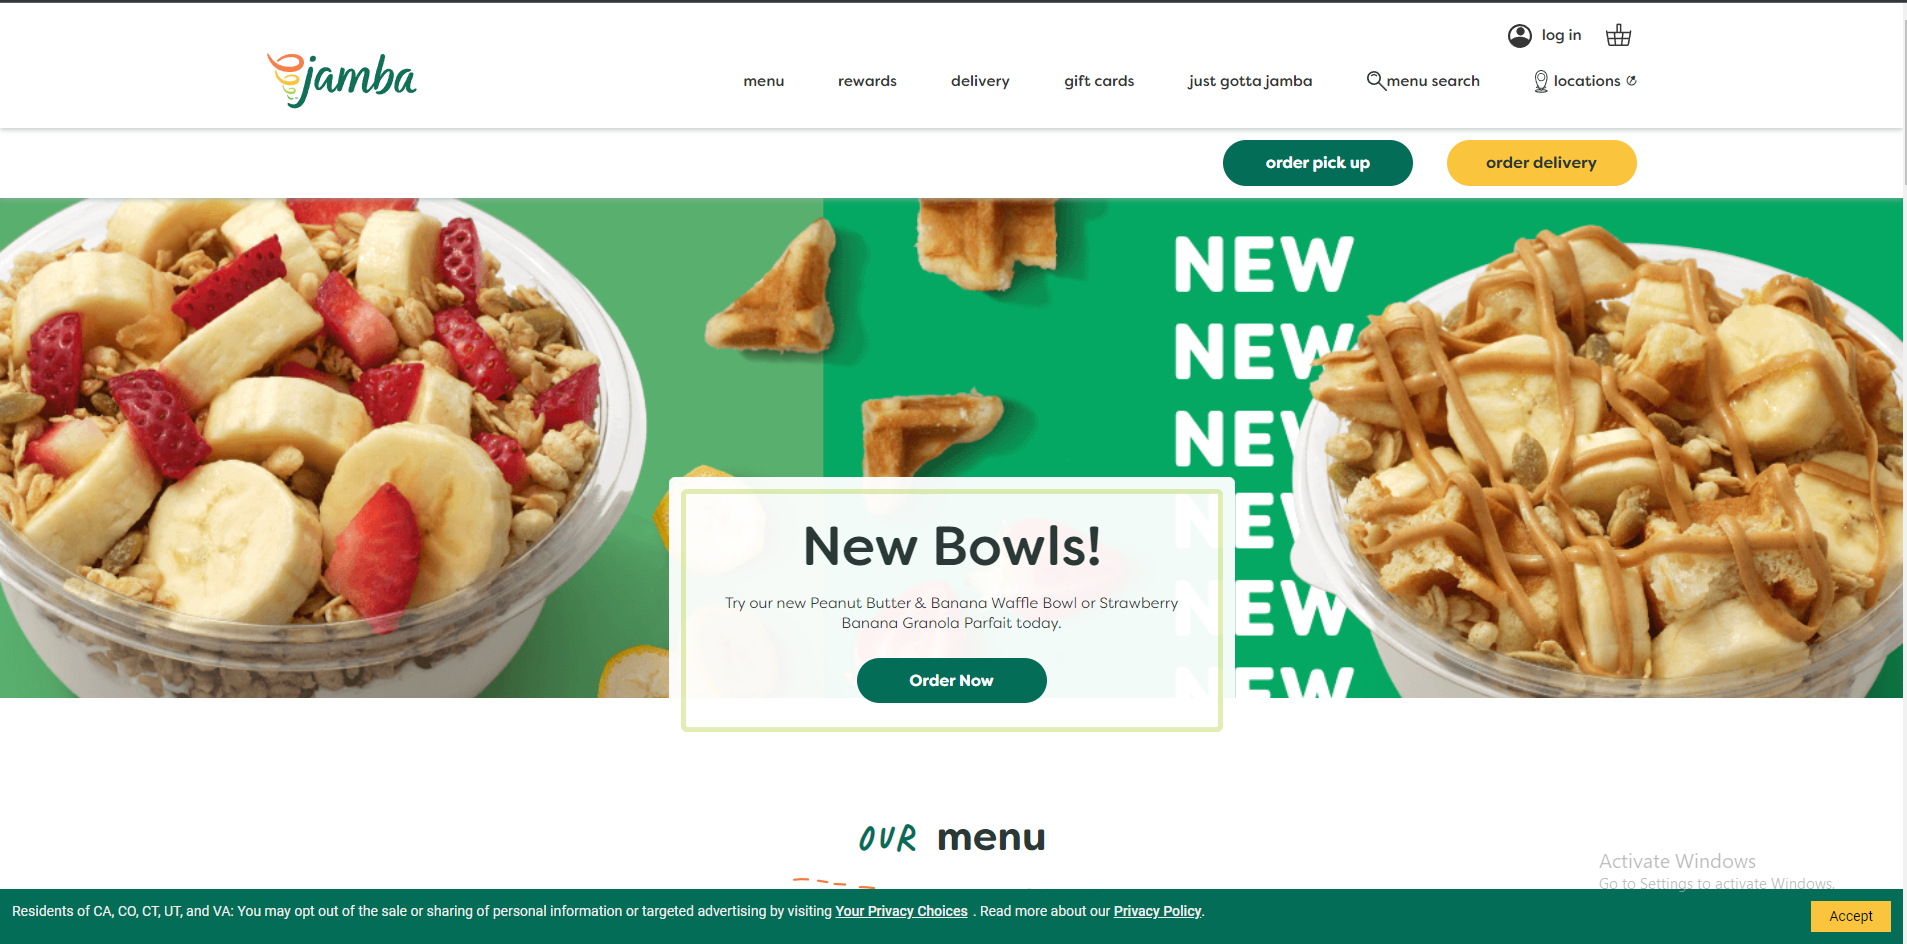 log in
jamba
menu
rewards
delivery
gift cards
just gotta jamba
menu search
locations
order pick up
order delivery
NEW
NEW
NEW
NEW
NEW
NEW
New Bowls!
Try our new Peanut Butter & Banana Waffle Bowl or Strawberry
Banana Granola Parfait today.
Order Now
OUR menu
Activate Windows
Go to Settings to activate Windows.
Residents of CA, CO, CT, UT, and VA: You may opt out of the sale or sharing of personal information or targeted advertising by visiting Your Privacy Choices . Read more about our Privacy Policy.
Accept